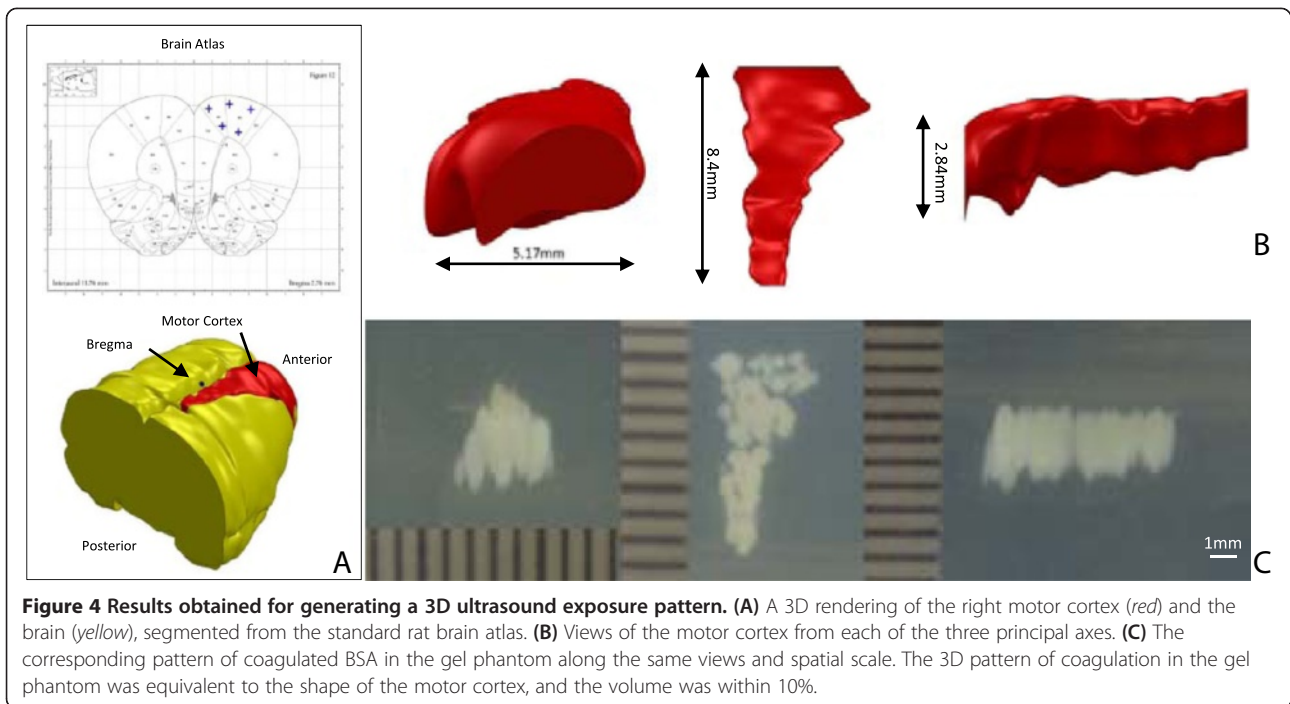 Brain Atlas
Figure 12
Bregma
Motor Cortex
Bregma
Anterior
Posterior
A
5.17mm
8.4mm
2.84mm
B
1mm
C
Figure 4 Results obtained for generating a 3D ultrasound exposure pattern. (A) A 3D rendering of the right motor cortex (red) and the
brain (yellow), segmented from the standard rat brain atlas. (B) Views of the motor cortex from each of the three principal axes. (C) The
corresponding pattern of coagulated BSA in the gel phantom along the same views and spatial scale. The 3D pattern of coagulation in the gel
phantom was equivalent to the shape of the motor cortex, and the volume was within 10%.